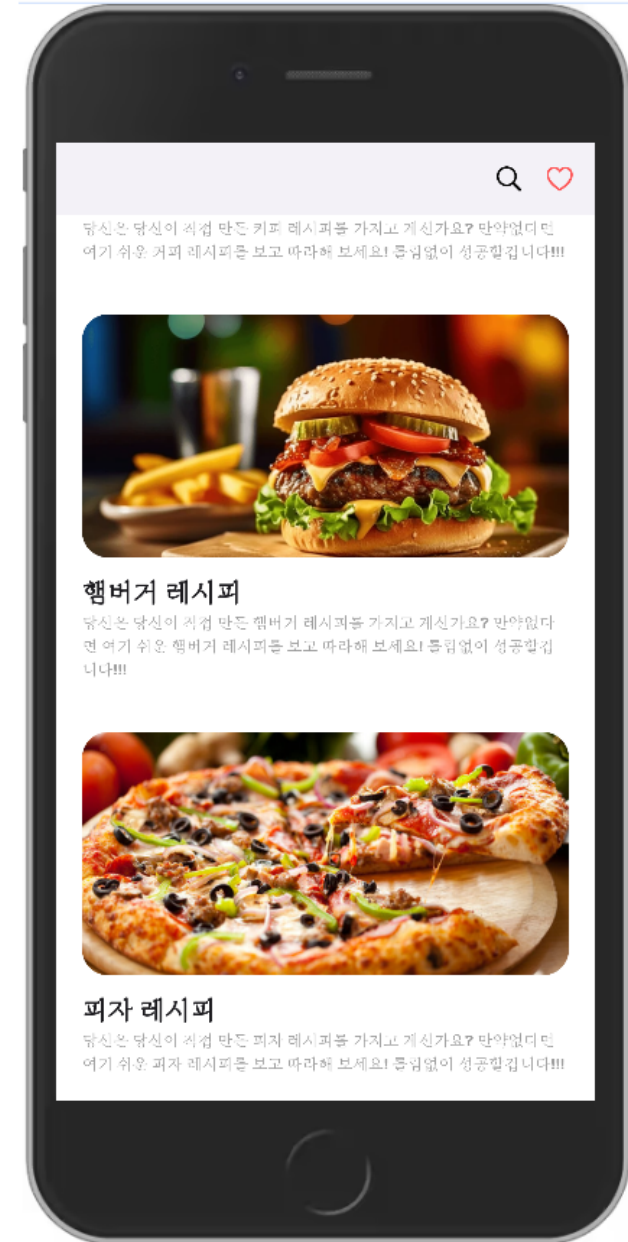 당신은 당신이 직접 만든 커피 레시피를 가지고 계신가요? 만약없다면
여기 쉬운 커피 레시피를 보고 따라해 보세요! 틀림없이 성공할겁니다!!!
햄버거 레시피
당신은 당신이 직접 만든 햄버거 레시피를 가지고 계신가요? 만약없다
면 여기 쉬운 햄버거 레시피를 보고 따라해 보세요! 틀림없이 성공할겁
니다!!!
피자 레시피
당신은 당신이 직접 만든 피자 레시피를 가지고 계신가요? 만약없다면
여기 쉬운 피자 레시피를 보고 따라해 보세요! 틀림없이 성공할겁니다!!!